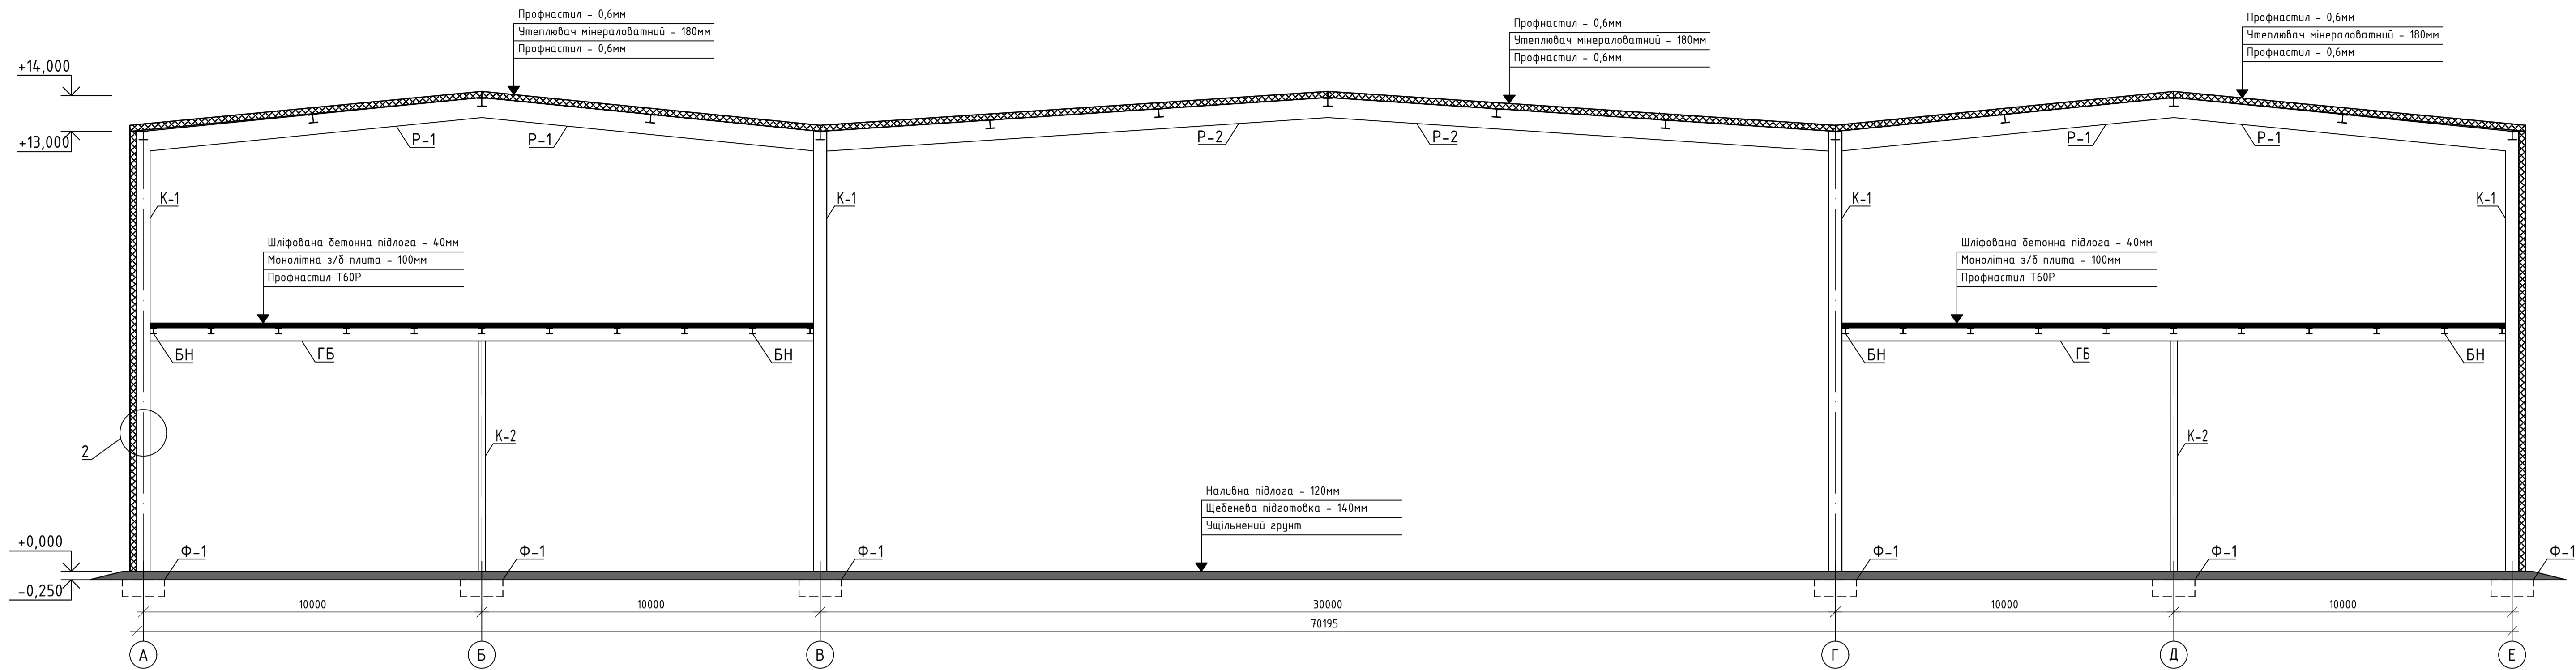 Профнастил - 0,6мм
Утеплювач мінераловатний - 180мм
Профнастил - 0,6мм
Профнастил - 0,6мм
Утеплювач мінераловатний - 180мм
Профнастил - 0,6мм
Профнастил - 0,6мм
Утеплювач мінераловатний - 180мм
Профнастил - 0,6мм
+14,000
+13,000
Р-1
Р-1
Р-2
Р-2
Р-1
Р-1
К-1
К-1
К-1
К-1
Шліфована бетонна підлога - 40мм
Монолітна з/б плита - 100мм
Профнастил Т60Р
Шліфована бетонна підлога - 40мм
Монолітна з/б плита - 100мм
Профнастил Т60Р
БН
ГБ
БН
БН
ГБ
БН
2
К-2
К-2
Наливна підлога - 120мм
Щебенева підготовка - 140мм
Ущільнений грунт
+0,000
-0,250
Ф-1
Ф-1
Ф-1
Ф-1
Ф-1
Ф-1
10000
10000
30000
10000
10000
70195
А
Б
В
Г
Д
Е